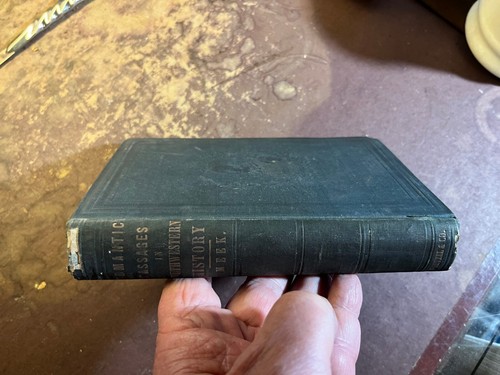 ROMANTIC
PASSAGES
IN
SOUTHWESTERN
HISTORY
MEEK.